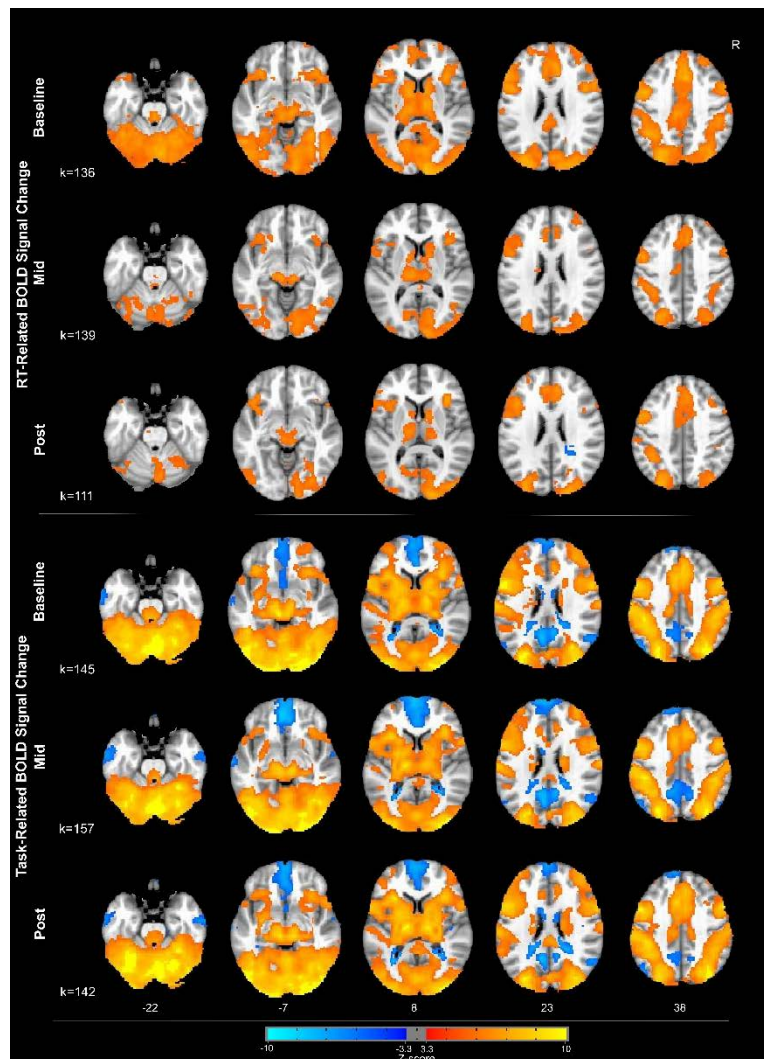 R
RT-Related BOLD Signal Change
Baseline
k=136
Mid
k=139
Post
k=111
Task-Related BOLD Signal Change
Baseline
k=145
Mid
k=157
Post
k=142
-22 -7 8 23 38
-10 -3.3 3.3 10
Z score